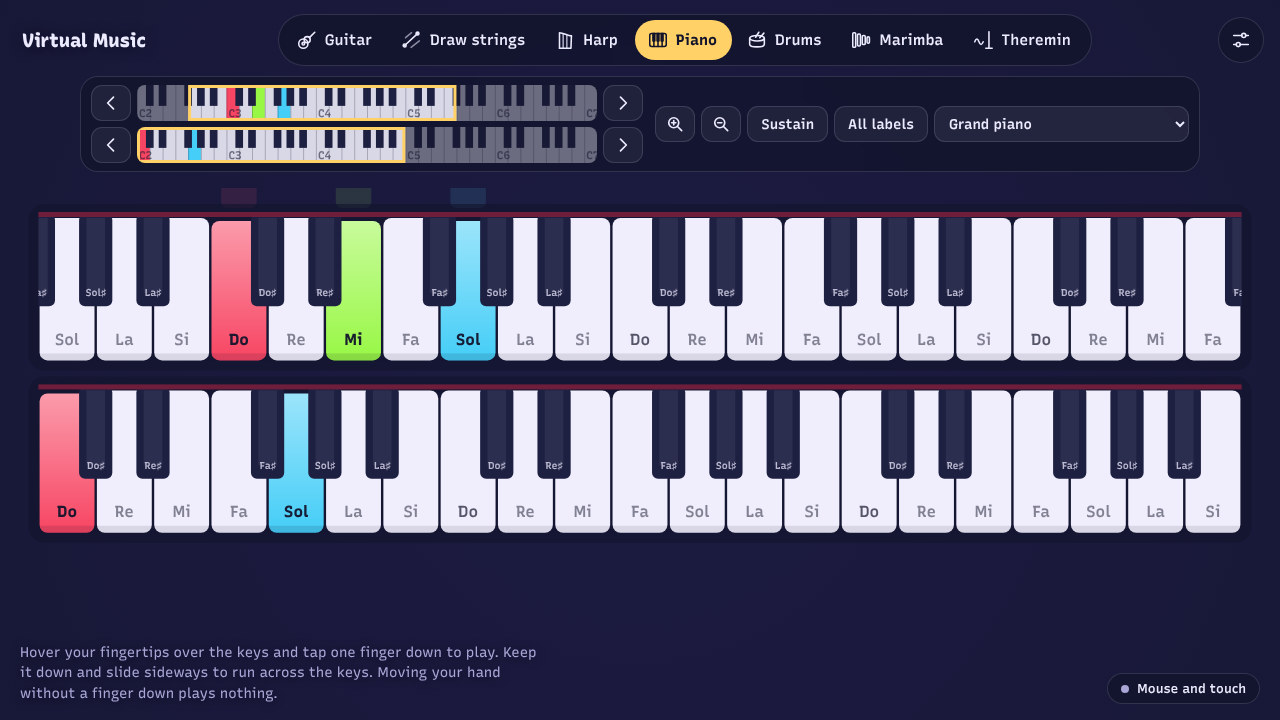 Virtual Music
Guitar
Draw strings
Harp
Piano
Drums
Marimba
Theremin
C2 C3 C4 C5 C6
C2 C3 C4 C5 C6
Sustain
All labels
Grand piano
Sol♯ La♯ Do♯ Re♯ Fa♯ Sol♯ La♯ Do♯ Re♯ Fa♯ Sol♯ La♯ Do♯ Re♯
Sol La Si Do Re Mi Fa Sol La Si Do Re Mi Fa Sol La Si Do Re Mi Fa
Do♯ Re♯ Fa♯ Sol♯ La♯ Do♯ Re♯ Fa♯ Sol♯ La♯ Do♯ Re♯ Fa♯ Sol♯ La♯
Do Re Mi Fa Sol La Si Do Re Mi Fa Sol La Si Do Re Mi Fa Sol La Si
Hover your fingertips over the keys and tap one finger down to play. Keep
it down and slide sideways to run across the keys. Moving your hand
without a finger down plays nothing.
Mouse and touch